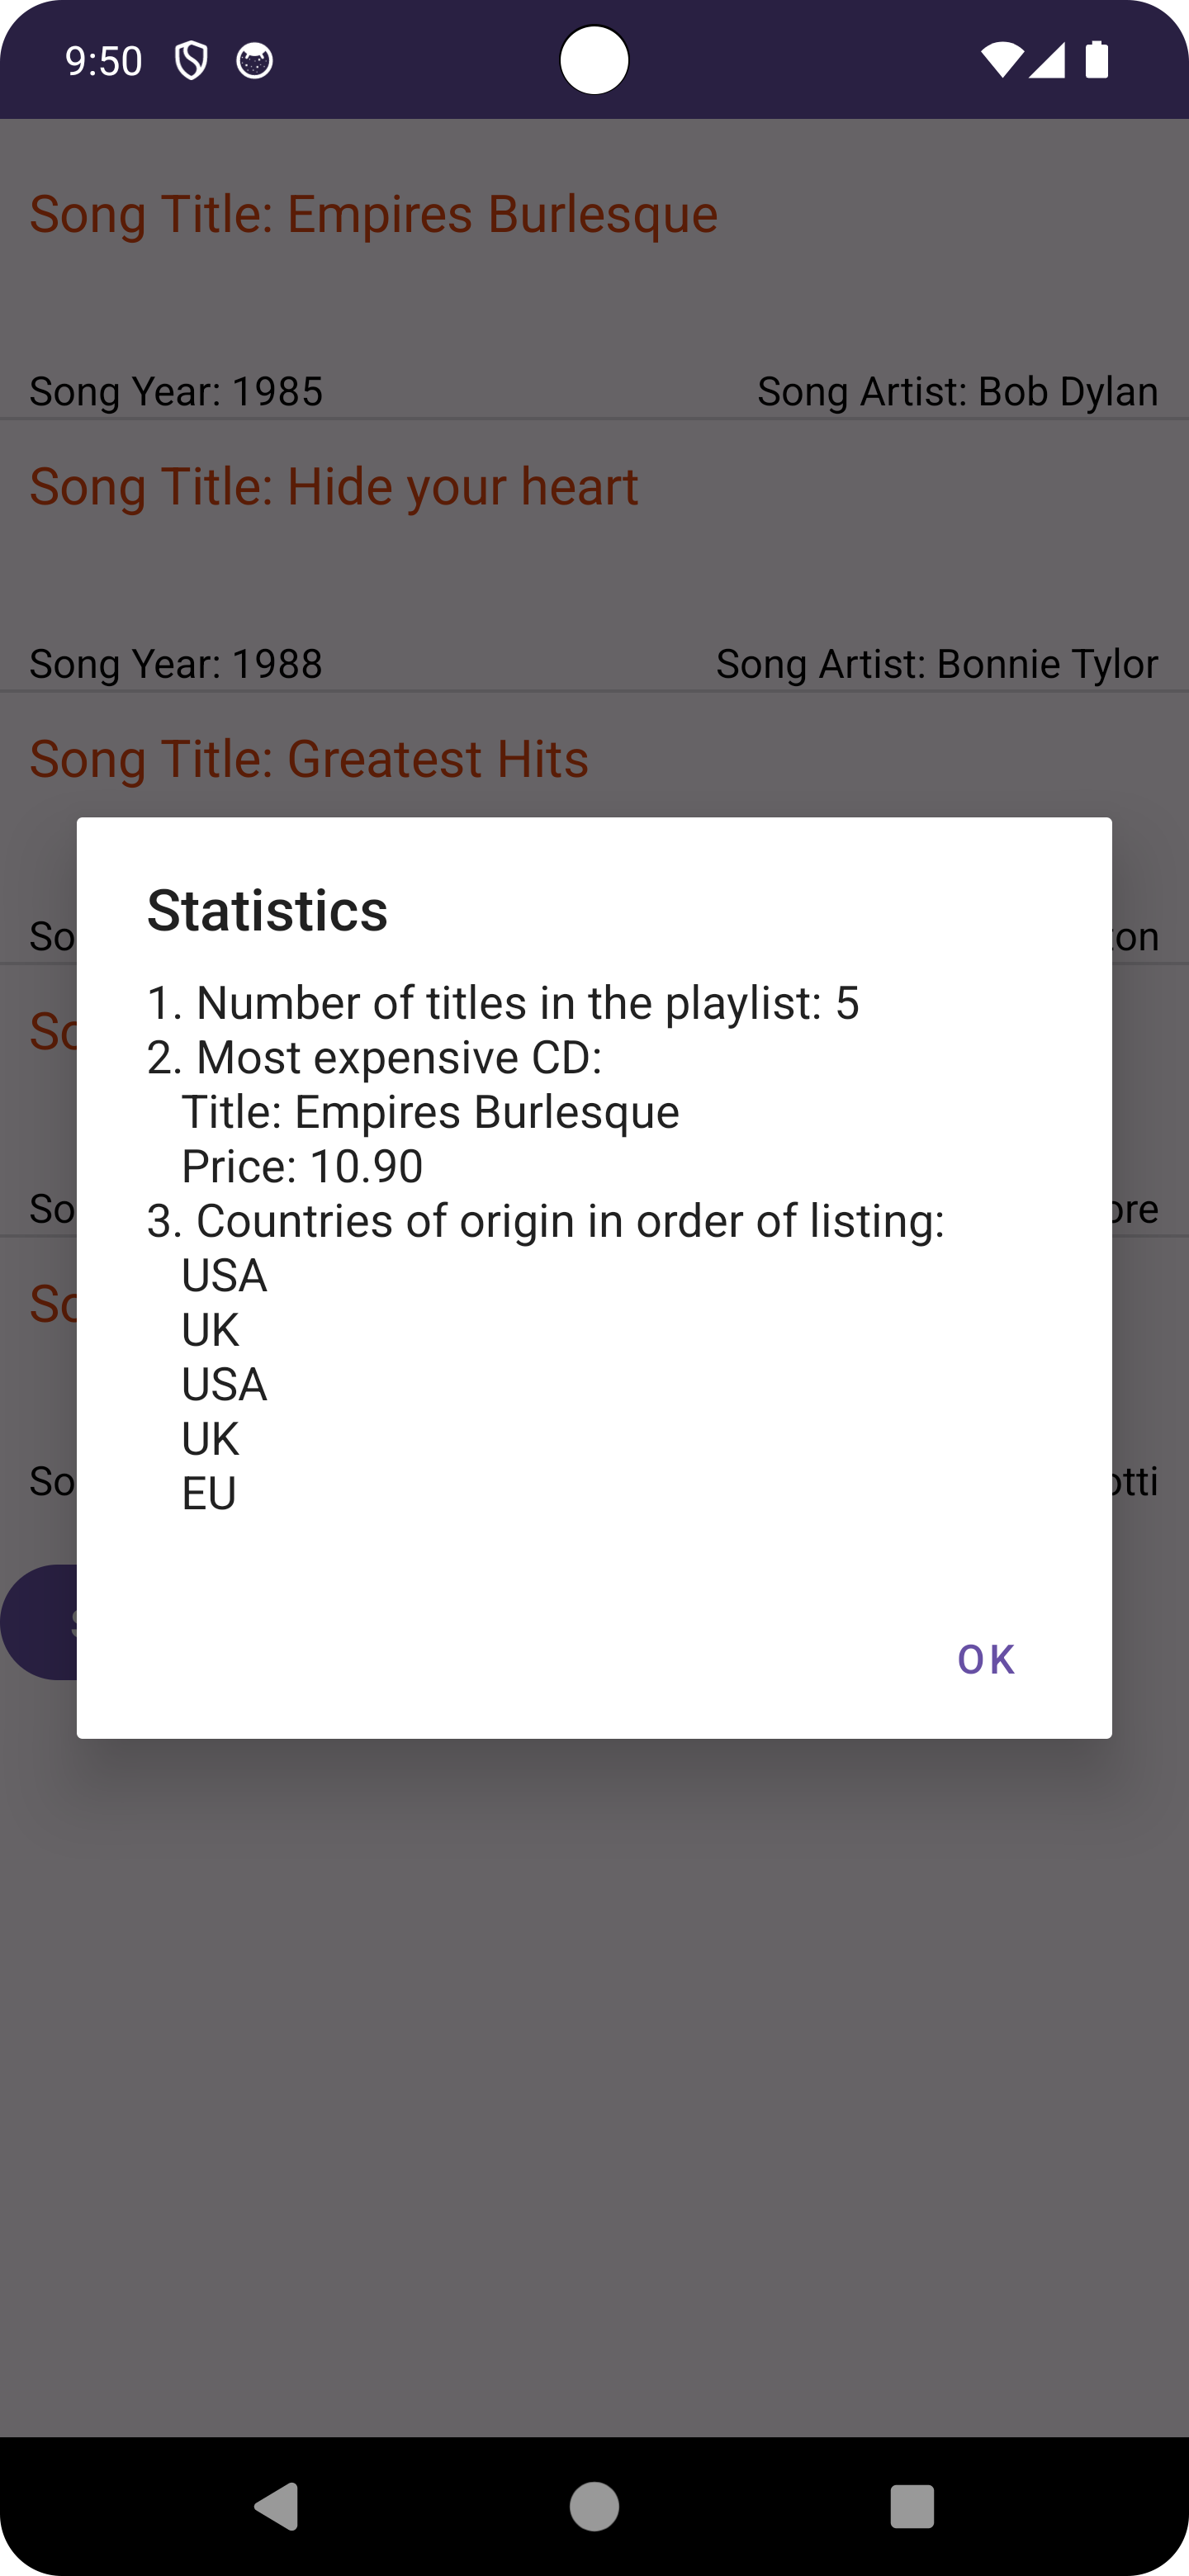 9:50
Song Title: Empires Burlesque
Song Year: 1985 Song Artist: Bob Dylan
Song Title: Hide your heart
Song Year: 1988 Song Artist: Bonnie Tylor
Song Title: Greatest Hits
Statistics
1. Number of titles in the playlist: 5
2. Most expensive CD:
Title: Empires Burlesque
Price: 10.90
3. Countries of origin in order of listing:
USA
UK
USA
UK
EU
OK